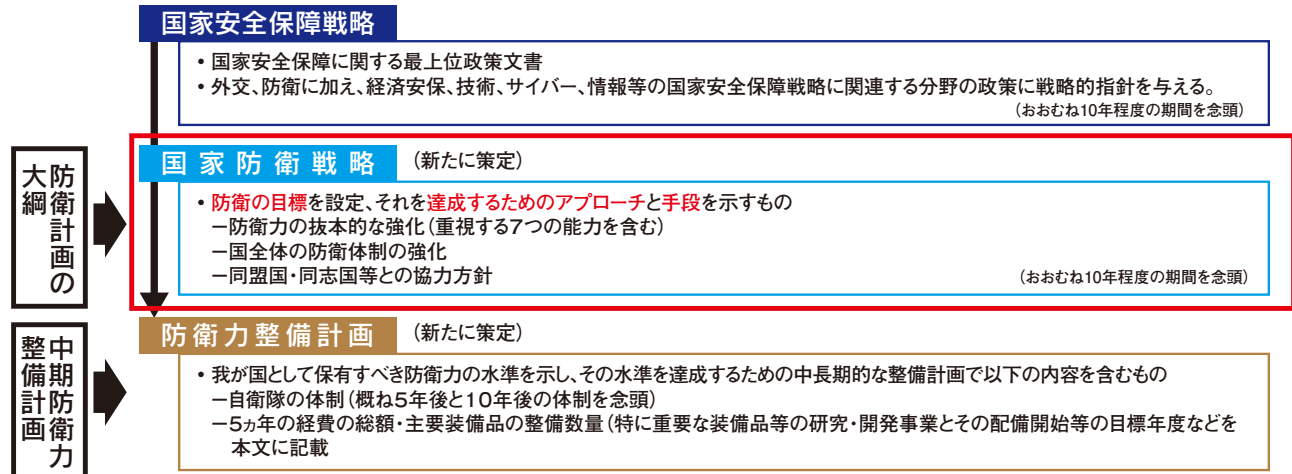 国家安全保障戦略
・国家安全保障に関する最上位政策文書
・外交、防衛に加え、経済安保、技術、サイバー、情報等の国家安全保障戦略に関連する分野の政策に戦略的指針を与える。
(おおむね10年程度の期間を念頭)
防衛計画の
大綱
国家防衛戦略
(新たに策定)
・防衛の目標を設定、それを達成するためのアプローチと手段を示すもの
－防衛力の抜本的な強化(重視する7つの能力を含む)
－国全体の防衛体制の強化
－同盟国・同志国等との協力方針
(おおむね10年程度の期間を念頭)
中期防衛力
整備計画
防衛力整備計画
(新たに策定)
・我が国として保有すべき防衛力の水準を示し、その水準を達成するための中長期的な整備計画で以下の内容を含むもの
－自衛隊の体制(概ね5年後と10年後の体制を念頭)
－5ヵ年の経費の総額・主要装備品の整備数量(特に重要な装備品等の研究・開発事業とその配備開始等の目標年度などを
本文に記載